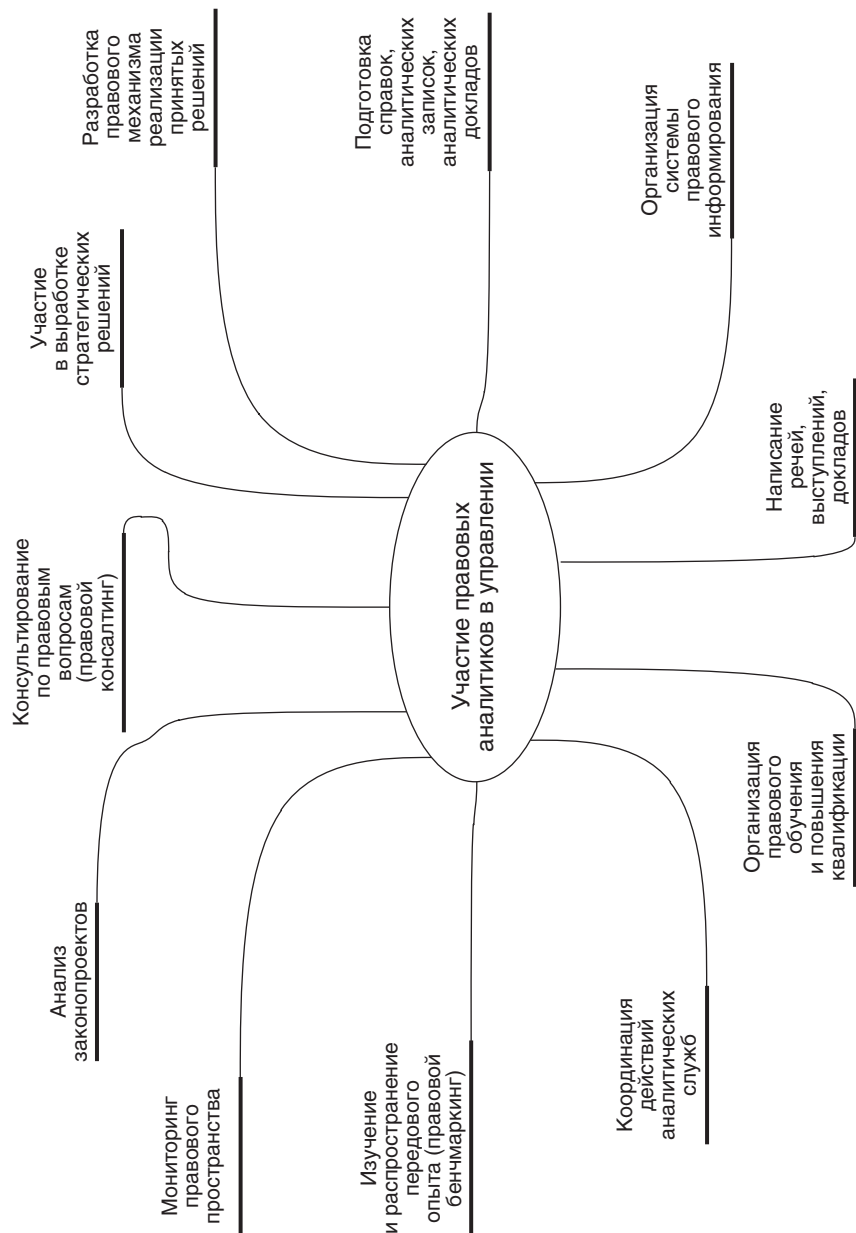 Участие правовых
аналитиков в управлении
Анализ
законопроектов
Консультирование
по правовым
вопросам
(правовой
консалтинг)
Участие
в выработке
стратегических
решений
Разработка
правового
механизма
реализации
принятых
решений
Мониторинг
правового
пространства
Подготовка
справок,
аналитических
записок,
аналитических
докладов
Изучение
и распространение
передового
опыта (правовой
бенчмаркинг)
Организация
системы
правового
информирования
Координация
действий
аналитических
служб
Организация
правового
обучения
и повышения
квалификации
Написание
речей,
выступлений,
докладов